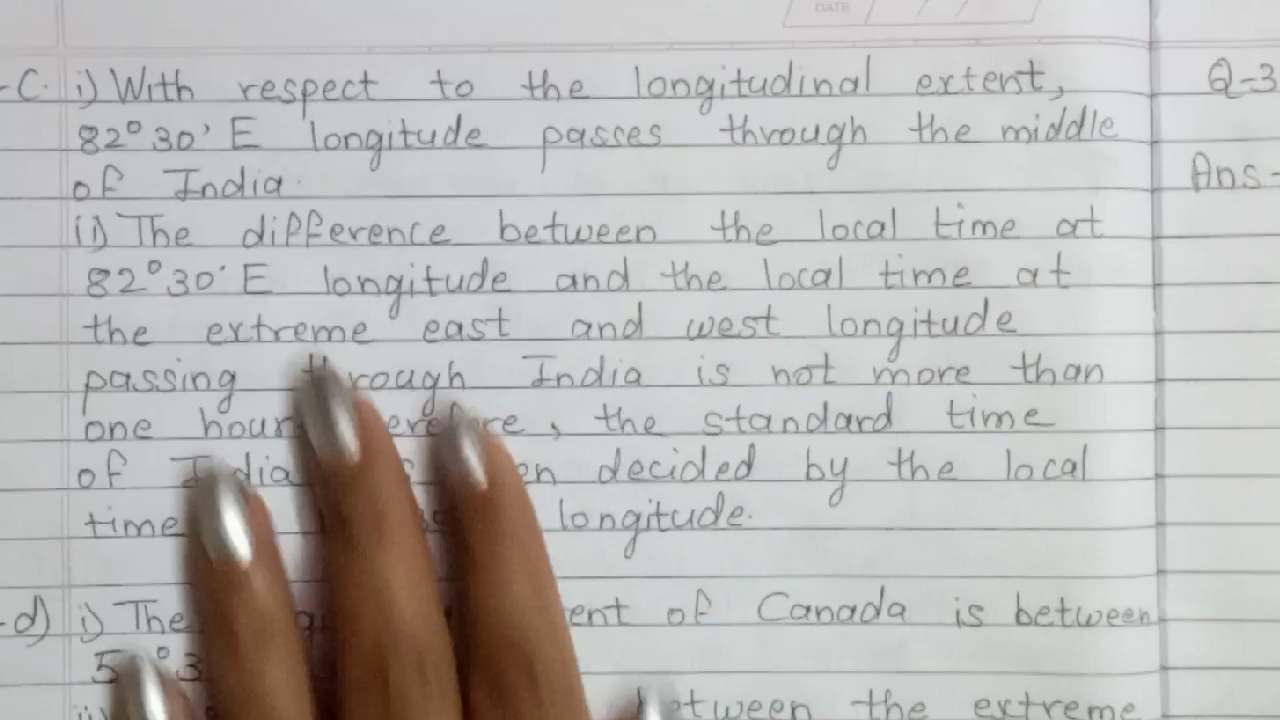 DATE
-C. i) With respect to the longitudinal extent,
82°30' E longitude passes through the middle
of India.
ii) The difference between the local time at
82°30' E longitude and the local time at
the extreme east and west longitude
passing through India is not more than
one hour, the standard time
of India decided by the local
time longitude.
-d) i) The of Canada is between
between the extreme
Q-3
Ans-